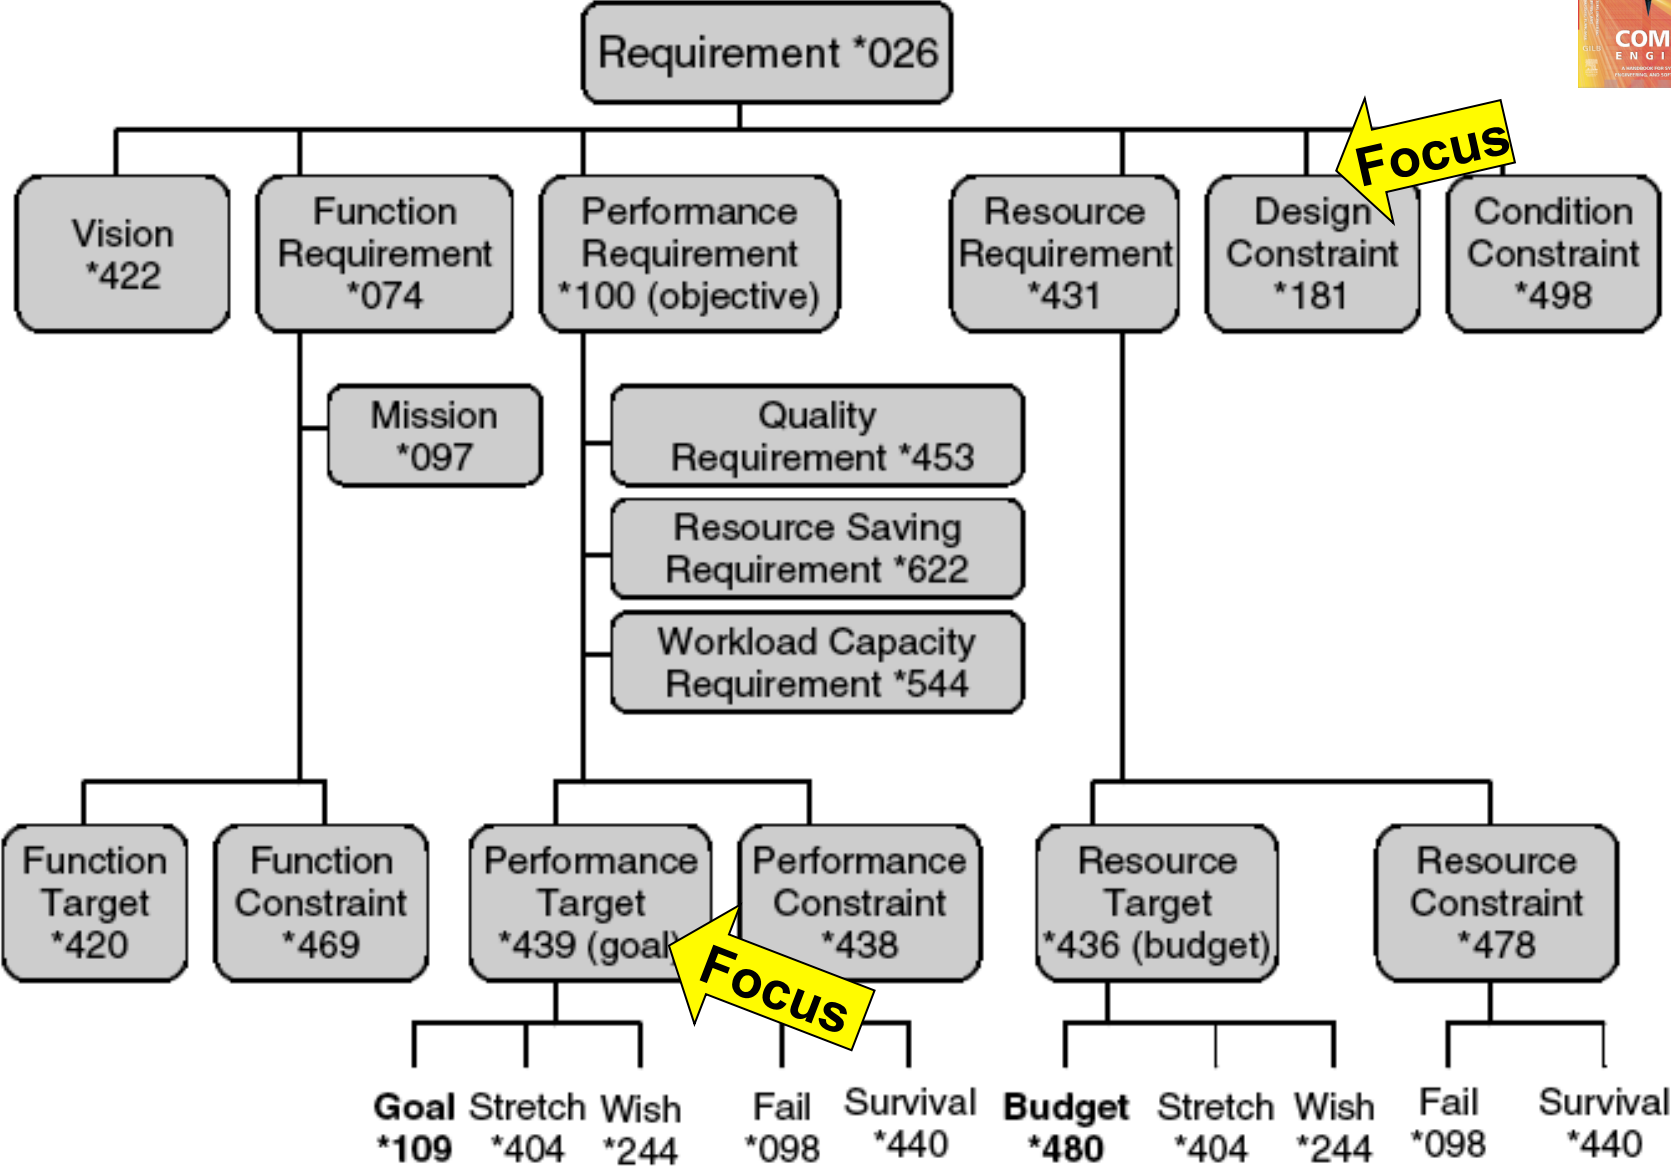 Requirement *026
COM
ENGI
GILB
Focus
Vision
*422
Function
Requirement
*074
Performance
Requirement
*100 (objective)
Resource
Requirement
*431
Design
Constraint
*181
Condition
Constraint
*498
Mission
*097
Quality
Requirement *453
Resource Saving
Requirement *622
Workload Capacity
Requirement *544
Function
Target
*420
Function
Constraint
*469
Performance
Target
*439 (goal)
Performance
Constraint
*438
Resource
Target
*436 (budget)
Resource
Constraint
*478
Focus
Goal
*109
Stretch
*404
Wish
*244
Fail
*098
Survival
*440
Budget
*480
Stretch
*404
Wish
*244
Fail
*098
Survival
*440